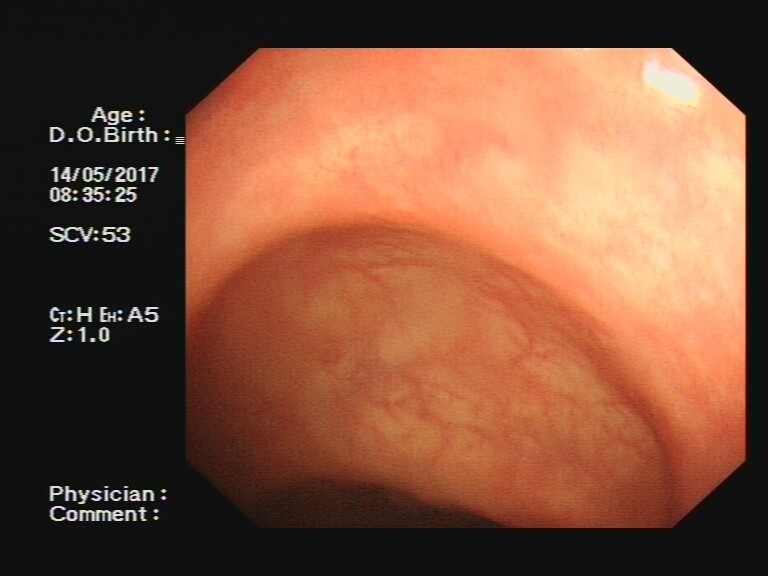 Age:
D.O.Birth:
14/05/2017
08:35:25
SCV:53
CT:H EH:A5
Z:1.0
Physician:
Comment: